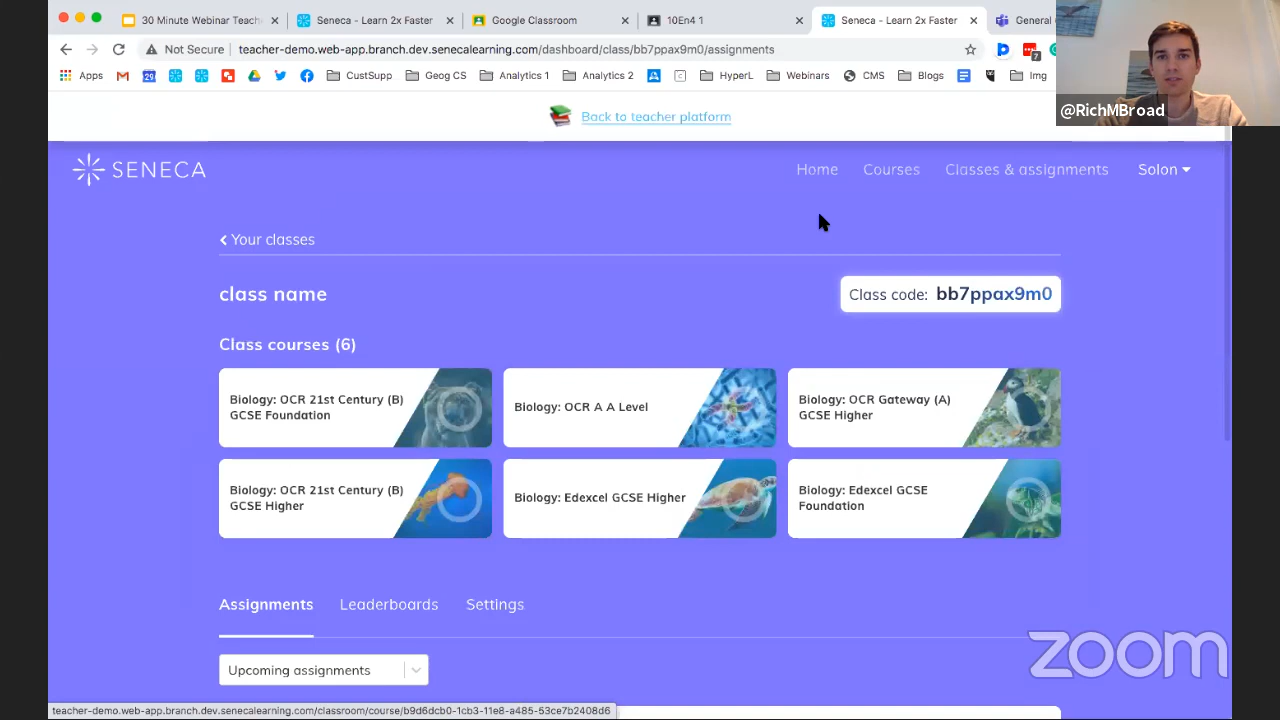 30 Minute Webinar Teach
Seneca - Learn 2x Faster
Google Classroom
10En4 1
Seneca - Learn 2x Faster
General
Not Secure
teacher-demo.web-app.branch.dev.senecalearning.com/dashboard/class/bb7ppax9m0/assignments
7
Apps
29
CustSupp
Geog CS
Analytics 1
Analytics 2
HyperL
Webinars
CMS
Blogs
Img
@RichMBroad
Back to teacher platform
SENECA
Home
Courses
Classes & assignments
Solon
Your classes
class name
Class code: bb7ppax9m0
Class courses (6)
Biology: OCR 21st Century (B)
GCSE Foundation
Biology: OCR A A Level
Biology: OCR Gateway (A)
GCSE Higher
Biology: OCR 21st Century (B)
GCSE Higher
Biology: Edexcel GCSE Higher
Biology: Edexcel GCSE
Foundation
Assignments
Leaderboards
Settings
Upcoming assignments
zoom
teacher-demo.web-app.branch.dev.senecalearning.com/classroom/course/b9d6dcb0-1cb3-11e8-a485-53ce7b2408d6